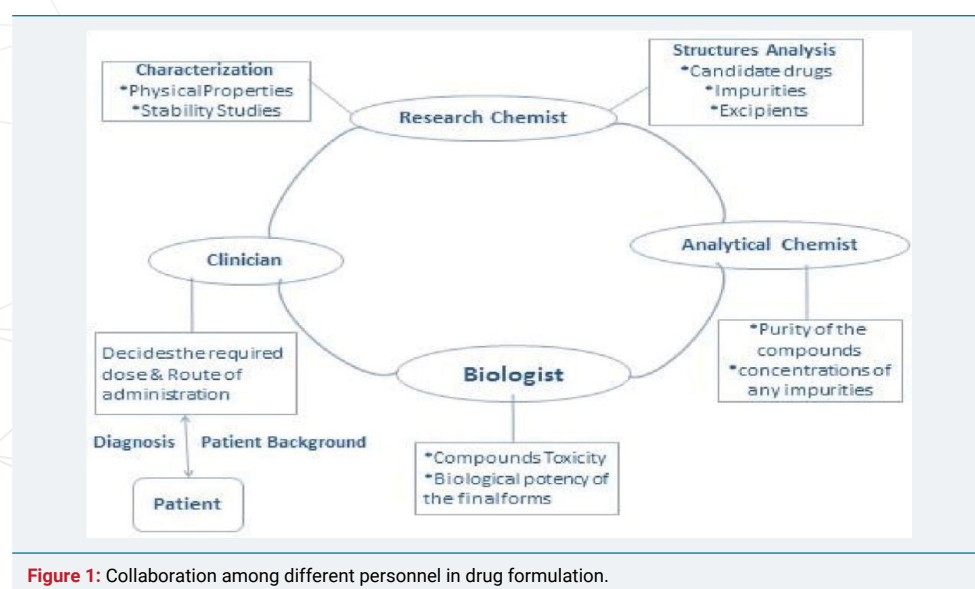 Characterization
*PhysicalProperties
*Stability Studies
Structures Analysis
*Candidate drugs
*Impurities
*Excipients
Research Chemist
Clinician
Analytical Chemist
Decidestherequired
dose& Route of
administration
*Purity of the
compounds
*concentrations of
any impurities
Biologist
Diagnosis
Patient Background
*Compounds Toxicity
*Biological potency of
the finalforms
Patient
Figure 1: Collaboration among different personnel in drug formulation.